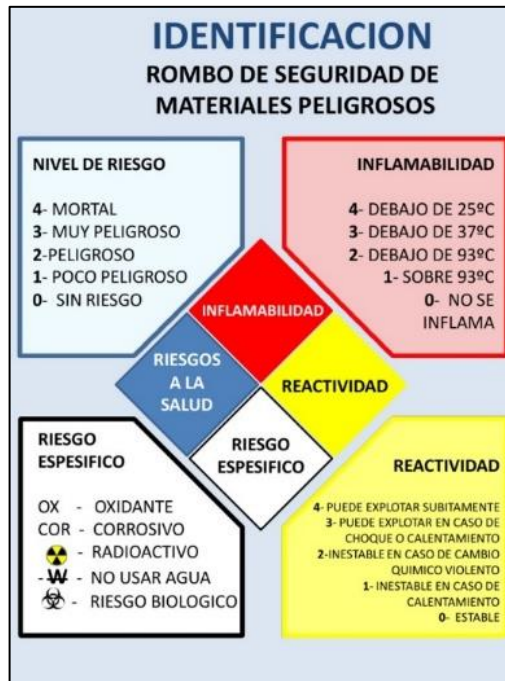 IDENTIFICACION
ROMBO DE SEGURIDAD DE
MATERIALES PELIGROSOS
NIVEL DE RIESGO
4- MORTAL
3- MUY PELIGROSO
2-PELIGROSO
1- POCO PELIGROSO
0- SIN RIESGO
INFLAMABILIDAD
4- DEBAJO DE 25ºC
3- DEBAJO DE 37ºC
2- DEBAJO DE 93ºC
1- SOBRE 93ºC
0- NO SE
INFLAMA
INFLAMABILIDAD
RIESGOS
A LA
SALUD
REACTIVIDAD
RIESGO
ESPESIFICO
RIESGO
ESPESIFICO
OX - OXIDANTE
COR - CORROSIVO
- RADIOACTIVO
-W - NO USAR AGUA
- RIESGO BIOLOGICO
REACTIVIDAD
4- PUEDE EXPLOTAR SUBITAMENTE
3- PUEDE EXPLOTAR EN CASO DE
CHOQUE O CALENTAMIENTO
2-INESTABLE EN CASO DE CAMBIO
QUIMICO VIOLENTO
1- INESTABLE EN CASO DE
CALENTAMIENTO
0- ESTABLE